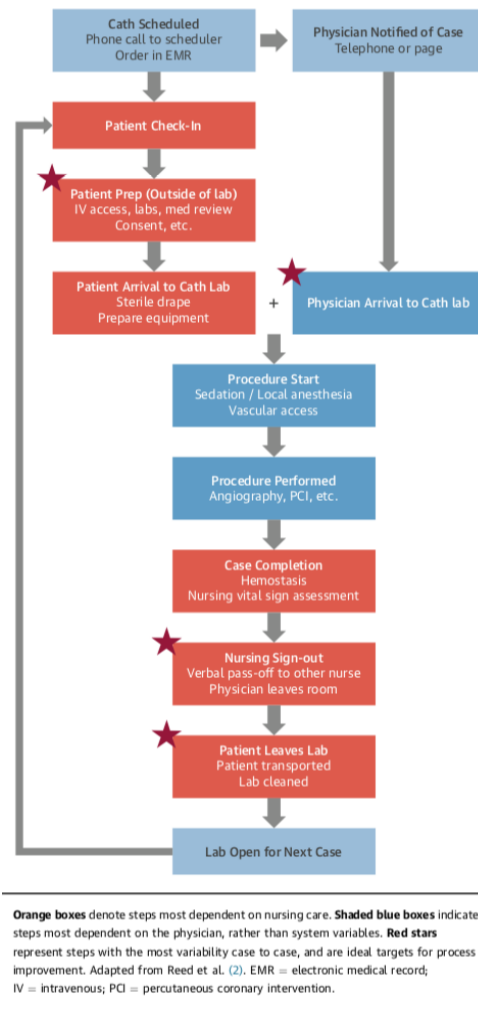 Cath Scheduled
Phone call to scheduler
Order in EMR
Physician Notified of Case
Telephone or page
Patient Check-In
Patient Prep (Outside of lab)
IV access, labs, med review
Consent, etc.
Patient Arrival to Cath Lab
Sterile drape
Prepare equipment
+
Physician Arrival to Cath lab
Procedure Start
Sedation / Local anesthesia
Vascular access
Procedure Performed
Angiography, PCI, etc.
Case Completion
Hemostasis
Nursing vital sign assessment
Nursing Sign-out
Verbal pass-off to other nurse
Physician leaves room
Patient Leaves Lab
Patient transported
Lab cleaned
Lab Open for Next Case
Orange boxes denote steps most dependent on nursing care. Shaded blue boxes indicate
steps most dependent on the physician, rather than system variables. Red stars
represent steps with the most variability case to case, and are ideal targets for process
improvement. Adapted from Reed et al. (2). EMR = electronic medical record;
IV = intravenous; PCI = percutaneous coronary intervention.